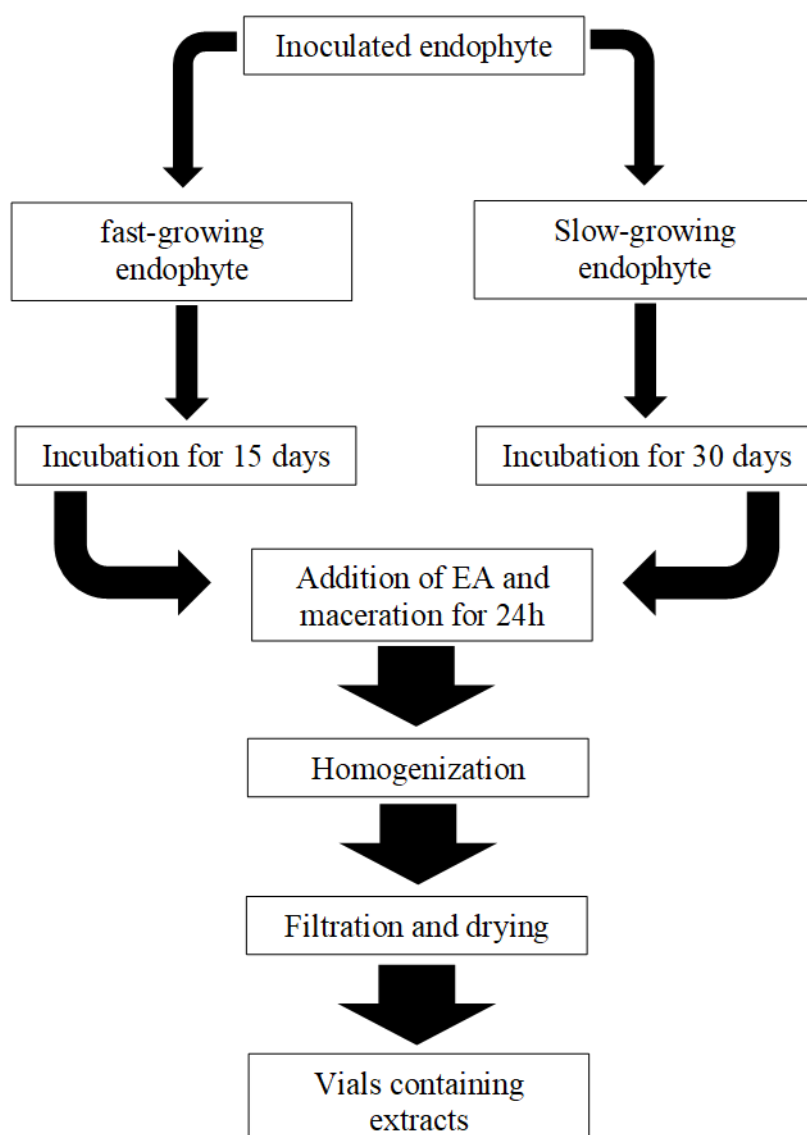 Inoculated endophyte
fast-growing
endophyte
Slow-growing
endophyte
Incubation for 15 days
Incubation for 30 days
Addition of EA and
maceration for 24h
Homogenization
Filtration and drying
Vials containing
extracts